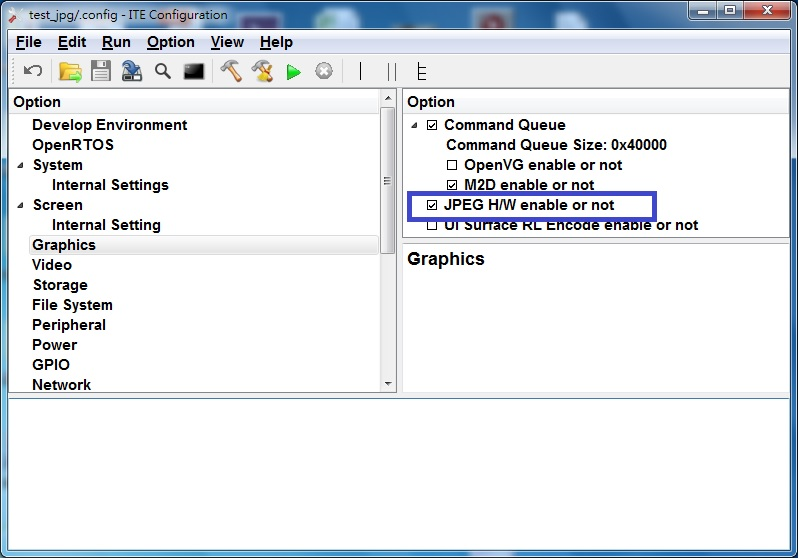 test_jpg/.config - ITE Configuration
File Edit Run Option View Help
Option
Develop Environment
OpenRTOS
System
Internal Settings
Screen
Internal Setting
Graphics
Video
Storage
File System
Peripheral
Power
GPIO
Network
Option
Command Queue
Command Queue Size: 0x40000
OpenVG enable or not
M2D enable or not
JPEG H/W enable or not
UI Surface RL Encode enable or not
Graphics